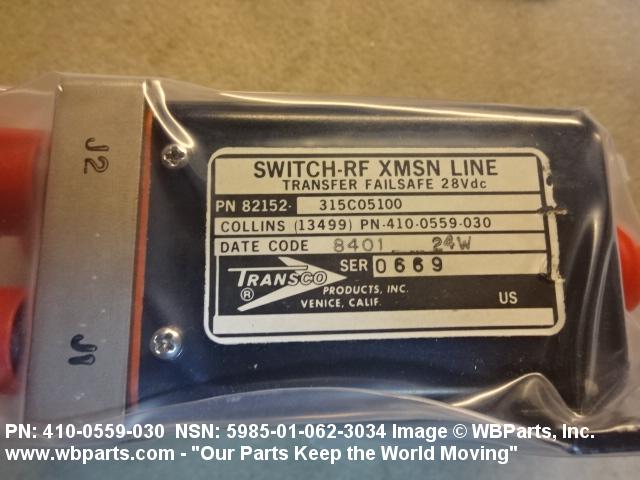 J2
J1
SWITCH-RF XMSN LINE
TRANSFER FAILSAFE 28Vdc
PN 82152- 315C05100
COLLINS (13499) PN-410-0559-030
DATE CODE 8401 24W
SER 0669
TRANSCO
® PRODUCTS, INC.
VENICE, CALIF. US
PN: 410-0559-030 NSN: 5985-01-062-3034 Image © WBParts, Inc.
www.wbparts.com - "Our Parts Keep the World Moving"